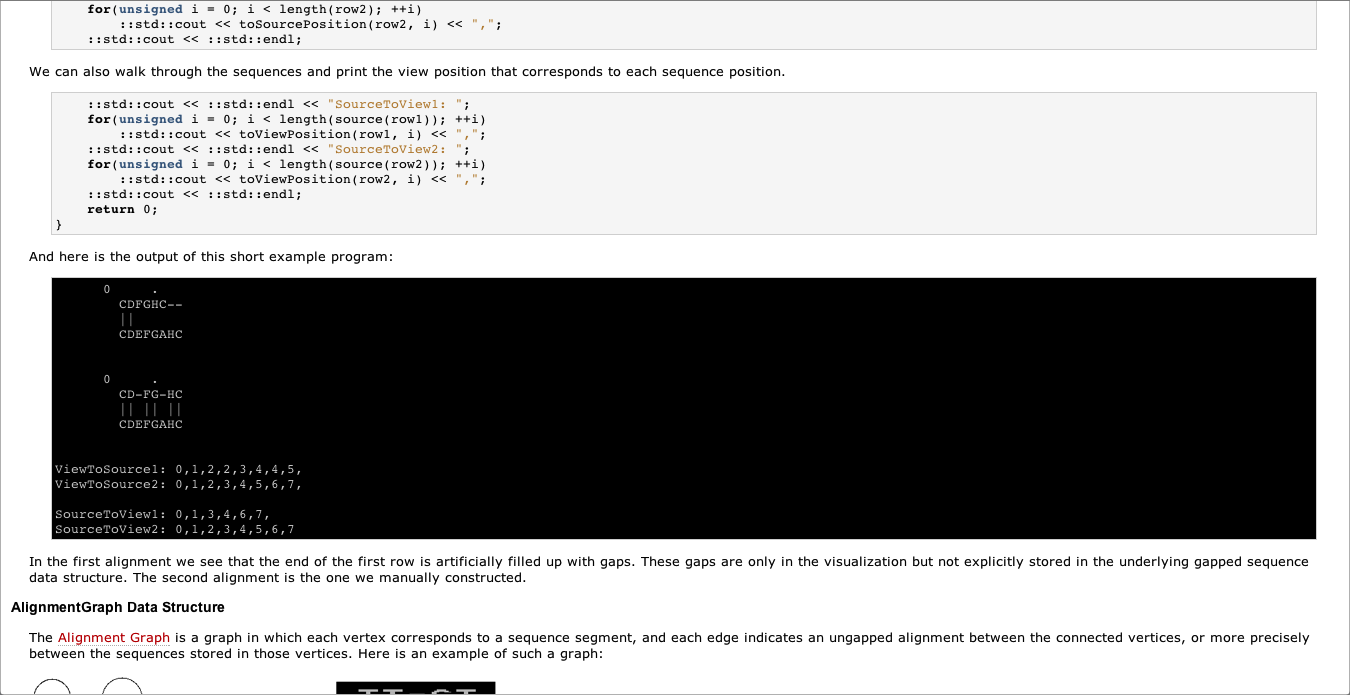 for(unsigned i = 0; i < length(row2); ++i)
        ::std::cout << toSourcePosition(row2, i) << ",";
    ::std::cout << ::std::endl;
We can also walk through the sequences and print the view position that corresponds to each sequence position.
    ::std::cout << ::std::endl << "SourceToView1: ";
    for(unsigned i = 0; i < length(source(row1)); ++i)
        ::std::cout << toViewPosition(row1, i) << ",";
    ::std::cout << ::std::endl << "SourceToView2: ";
    for(unsigned i = 0; i < length(source(row2)); ++i)
        ::std::cout << toViewPosition(row2, i) << ",";
    ::std::cout << ::std::endl;
    return 0;
}
And here is the output of this short example program:
      0     .
        CDFGHC--
        ||
        CDEFGAHC
      0     .
        CD-FG-HC
        || || ||
        CDEFGAHC
ViewToSource1: 0,1,2,2,3,4,4,5,
ViewToSource2: 0,1,2,3,4,5,6,7,
SourceToView1: 0,1,3,4,6,7,
SourceToView2: 0,1,2,3,4,5,6,7
In the first alignment we see that the end of the first row is artificially filled up with gaps. These gaps are only in the visualization but not explicitly stored in the underlying gapped sequence
data structure. The second alignment is the one we manually constructed.
AlignmentGraph Data Structure
The Alignment Graph is a graph in which each vertex corresponds to a sequence segment, and each edge indicates an ungapped alignment between the connected vertices, or more precisely
between the sequences stored in those vertices. Here is an example of such a graph: